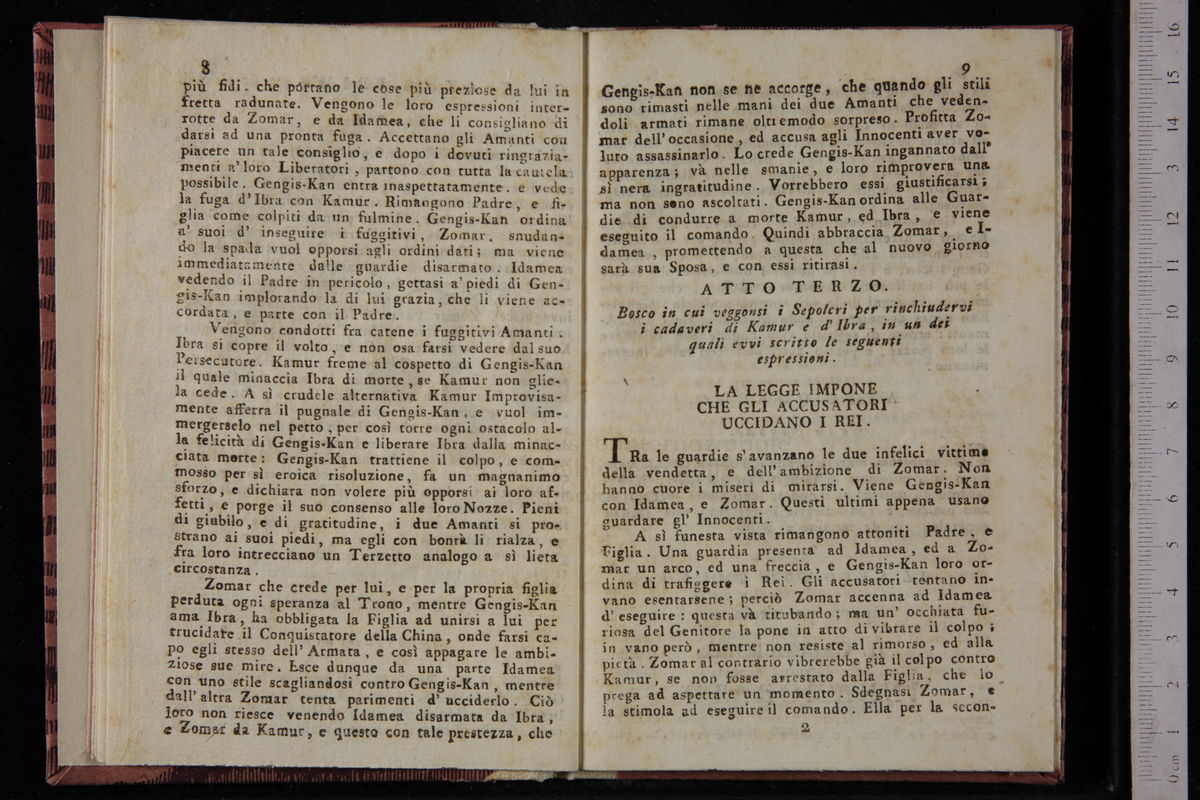 8
più fidi. che pórtano le cose più preziose da lui in
fretta radunate. Vengono le loro espressioni inter-
rotte da Zomar, e da Idamea, che li consigliano di
darsi ad una pronta fuga. Accettano gli Amanti con
piacere un tale consiglio, e dopo i dovuti ringrazia-
menti a' loro Liberatori, partono con tutta la cautela
possibile. Gengis-Kan entra inaspettatamente. e vede
la fuga d'Ibra con Kamur. Rimangono Padre, e fi-
glia come colpiti da un fulmine. Gengis-Kan ordina
a' suoi d' inseguire i fuggitivi, Zomar, snudan-
do la spada vuol opporsi agli ordini dati; ma viene
immediatamente dalle guardie disarmato. Idamea
vedendo il Padre in pericolo, gettasi a' piedi di Gen-
gis-Kan implorando la di lui grazia, che li viene ac-
cordata, e parte con il Padre.
Vengono condotti fra catene i fuggitivi Amanti.
Ibra si copre il volto, e non osa farsi vedere dal suo
Persecutore. Kamur freme al cospetto di Gengis-Kan
il quale minaccia Ibra di morte, se Kamur non glie-
la cede. A sì crudele alternativa Kamur Improvisa-
mente afferra il pugnale di Gengis-Kan, e vuol im-
mergerselo nel petto, per così torre ogni ostacolo al-
la felicità di Gengis-Kan e liberare Ibra dalla minac-
ciata morte: Gengis-Kan trattiene il colpo, e com-
mosso per sì eroica risoluzione, fa un magnanimo
sforzo, e dichiara non volere più opporsi ai loro af-
fetti, e porge il suo consenso alle loro Nozze. Pieni
di giubilo, e di gratitudine, i due Amanti si pro-
strano ai suoi piedi, ma egli con bontà li rialza, e
fra loro intrecciano un Terzetto analogo a sì lieta
circostanza.
Zomar che crede per lui, e per la propria figlia
perduta ogni speranza al Trono, mentre Gengis-Kan
ama Ibra, ha obbligata la Figlia ad unirsi a lui per
trucidare il Conquistatore della China, onde farsi ca-
po egli stesso dell' Armata, e così appagare le ambi-
ziose sue mire. Esce dunque da una parte Idamea
con uno stile scagliandosi contro Gengis-Kan, mentre
dall' altra Zomar tenta parimenti d' ucciderlo. Ciò
loro non riesce venendo Idamea disarmata da Ibra,
e Zomar da Kamur, e questo con tale prestezza, che
9
Gengis-Kan non se ne accorge, che quando gli stili
sono rimasti nelle mani dei due Amanti che veden-
doli armati rimane oltremodo sorpreso. Profitta Zo-
mar dell' occasione, ed accusa agli Innocenti aver vo-
luto assassinarlo. Lo crede Gengis-Kan ingannato dall'
apparenza; và nelle smanie, e loro rimprovera una
sì nera ingratitudine. Vorrebbero essi giustificarsi;
ma non sono ascoltati. Gengis-Kan ordina alle Guar-
die di condurre a morte Kamur, ed Ibra, e viene
eseguito il comando. Quindi abbraccia Zomar, e I-
damea, promettendo a questa che al nuovo giorno
sarà sua Sposa, e con essi ritirasi.
ATTO TERZO.
Bosco in cui veggonsi i Sepolcri per rinchiudervi
i cadaveri di Kamur e d' Ibra, in un dei
quali evvi scritto le seguenti
espressioni.
LA LEGGE IMPONE
CHE GLI ACCUSATORI
UCCIDANO I REI.
TRa le guardie s' avanzano le due infelici vittime
della vendetta, e dell' ambizione di Zomar. Non
hanno cuore i miseri di mirarsi. Viene Gengis-Kan
con Idamea, e Zomar. Questi ultimi appena usano
guardare gl' Innocenti.
A sì funesta vista rimangono attoniti Padre, e
Figlia. Una guardia presenta ad Idamea, ed a Zo-
mar un arco, ed una freccia, e Gengis-Kan loro or-
dina di trafiggere i Rei. Gli accusatori tentano in-
vano esentarsene; perciò Zomar accenna ad Idamea
d' eseguire: questa và titubando; ma un' occhiata fu-
riosa del Genitore la pone in atto di vibrare il colpo;
in vano però, mentre non resiste al rimorso, ed alla
pietà. Zomar al contrario vibrerebbe già il colpo contro
Kamur, se non fosse arrestato dalla Figlia, che lo
prega ad aspettare un momento. Sdegnasi Zomar, e
la stimola ad eseguire il comando. Ella per la secon-
2
0 cm 1 2 3 4 5 6 7 8 9 10 11 12 13 14 15 16